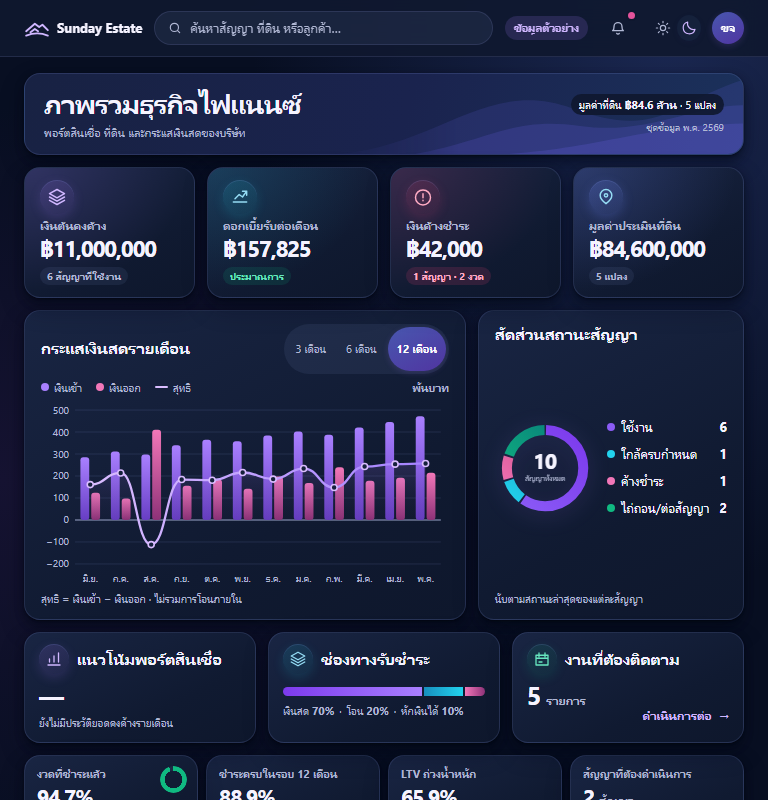 Sunday Estate
ค้นหาสัญญา ที่ดิน หรือลูกค้า...
ข้อมูลตัวอย่าง
ขจ
ภาพรวมธุรกิจไฟแนนซ์
พอร์ตสินเชื่อ ที่ดิน และกระแสเงินสดของบริษัท
มูลค่าที่ดิน ฿84.6 ล้าน · 5 แปลง
ชุดข้อมูล พ.ค. 2569
เงินต้นคงค้าง
฿11,000,000
6 สัญญาที่ใช้งาน
ดอกเบี้ยรับต่อเดือน
฿157,825
ประมาณการ
เงินค้างชำระ
฿42,000
1 สัญญา · 2 งวด
มูลค่าประเมินที่ดิน
฿84,600,000
5 แปลง
กระแสเงินสดรายเดือน
3 เดือน 6 เดือน 12 เดือน
เงินเข้า เงินออก สุทธิ พันบาท
500
400
300
200
100
0
−100
−200
มิ.ย. ก.ค. ส.ค. ก.ย. ต.ค. พ.ย. ธ.ค. ม.ค. ก.พ. มี.ค. เม.ย. พ.ค.
สุทธิ = เงินเข้า − เงินออก · ไม่รวมการโอนภายใน
สัดส่วนสถานะสัญญา
10
สัญญาทั้งหมด
ใช้งาน 6
ใกล้ครบกำหนด 1
ค้างชำระ 1
ไถ่ถอน/ต่อสัญญา 2
นับตามสถานะล่าสุดของแต่ละสัญญา
แนวโน้มพอร์ตสินเชื่อ
—
ยังไม่มีประวัติยอดคงค้างรายเดือน
ช่องทางรับชำระ
เงินสด 70% · โอน 20% · หักเงินได้ 10%
งานที่ต้องติดตาม
5 รายการ
ดำเนินการต่อ →
งวดที่ชำระแล้ว
94.7%
ชำระครบในรอบ 12 เดือน
88.9%
LTV ถ่วงน้ำหนัก
65.9%
สัญญาที่ต้องดำเนินการ
2 สัญญา